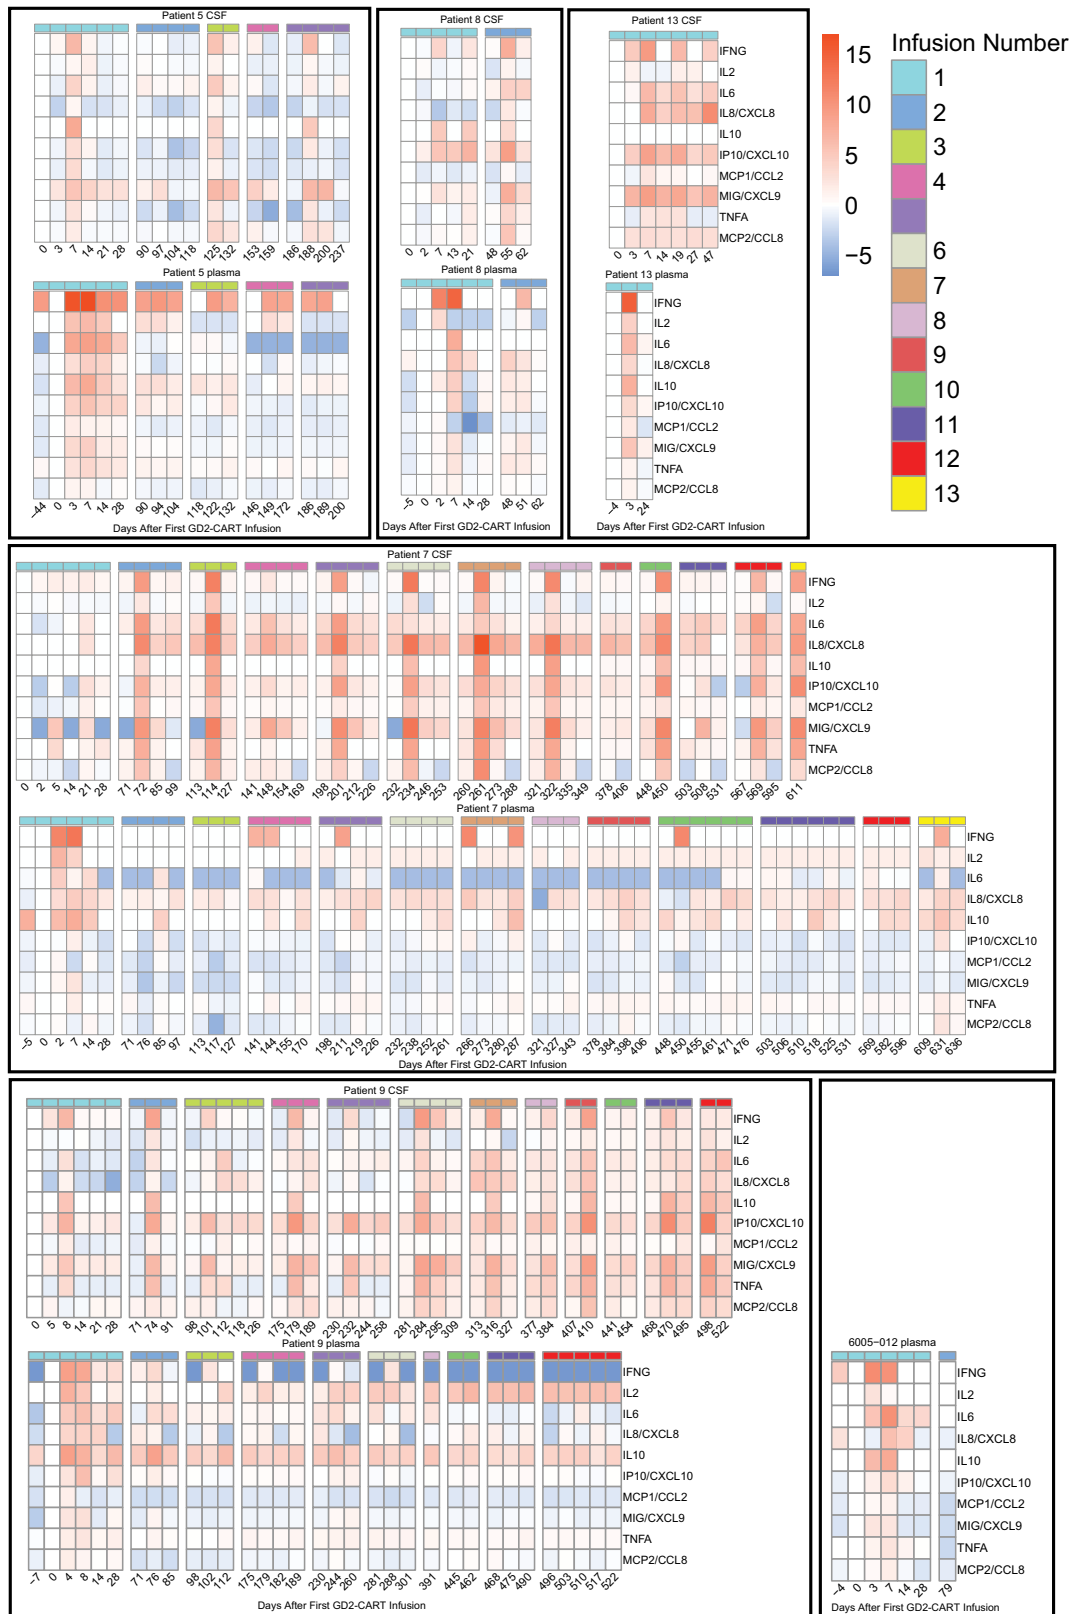 Patient 5 CSF
0 3 7 14 21 28 90 97 104 118 125 132 153 159 186 188 200 237
Patient 5 plasma
−44 0 3 7 14 28 90 94 104 118 122 132 146 149 172 186 189 200
Days After First GD2-CART Infusion
Patient 8 CSF
0 2 7 13 21 48 55 62
Patient 8 plasma
−5 0 2 7 14 28 48 51 62
Days After First GD2-CART Infusion
Patient 13 CSF
IFNG
IL2
IL6
IL8/CXCL8
IL10
IP10/CXCL10
MCP1/CCL2
MIG/CXCL9
TNFA
MCP2/CCL8
0 3 7 14 19 27 47
Patient 13 plasma
IFNG
IL2
IL6
IL8/CXCL8
IL10
IP10/CXCL10
MCP1/CCL2
MIG/CXCL9
TNFA
MCP2/CCL8
−4 3 24
Days After First GD2-CART Infusion
15
10
5
0
−5
Infusion Number
1
2
3
4
6
7
8
9
10
11
12
13
Patient 7 CSF
IFNG
IL2
IL6
IL8/CXCL8
IL10
IP10/CXCL10
MCP1/CCL2
MIG/CXCL9
TNFA
MCP2/CCL8
0 2 5 14 21 28 71 72 85 99 113 114 127 141 148 154 169 198 201 212 226 232 234 246 253 260 261 273 288 321 322 335 349 378 406 448 450 503 508 531 567 569 595 611
Patient 7 plasma
IFNG
IL2
IL6
IL8/CXCL8
IL10
IP10/CXCL10
MCP1/CCL2
MIG/CXCL9
TNFA
MCP2/CCL8
−5 0 2 7 14 28 71 76 85 97 113 117 127 141 144 155 170 198 211 219 226 232 238 252 261 266 273 280 287 321 327 343 378 384 398 406 448 450 455 461 471 476 503 506 510 518 525 531 569 582 596 609 631 636
Days After First GD2-CART Infusion
Patient 9 CSF
IFNG
IL2
IL6
IL8/CXCL8
IL10
IP10/CXCL10
MCP1/CCL2
MIG/CXCL9
TNFA
MCP2/CCL8
0 5 8 14 21 28 71 74 91 98 101 112 118 126 175 179 189 230 232 244 258 281 284 295 309 313 316 327 377 384 407 410 441 454 468 470 495 498 522
Patient 9 plasma
IFNG
IL2
IL6
IL8/CXCL8
IL10
IP10/CXCL10
MCP1/CCL2
MIG/CXCL9
TNFA
MCP2/CCL8
−7 0 4 8 14 28 71 76 85 98 102 112 175 179 182 189 230 244 260 281 288 301 391 445 462 468 475 490 496 503 510 517 522
Days After First GD2-CART Infusion
6005−012 plasma
IFNG
IL2
IL6
IL8/CXCL8
IL10
IP10/CXCL10
MCP1/CCL2
MIG/CXCL9
TNFA
MCP2/CCL8
−4 0 3 7 14 28 79
Days After First GD2-CART Infusion